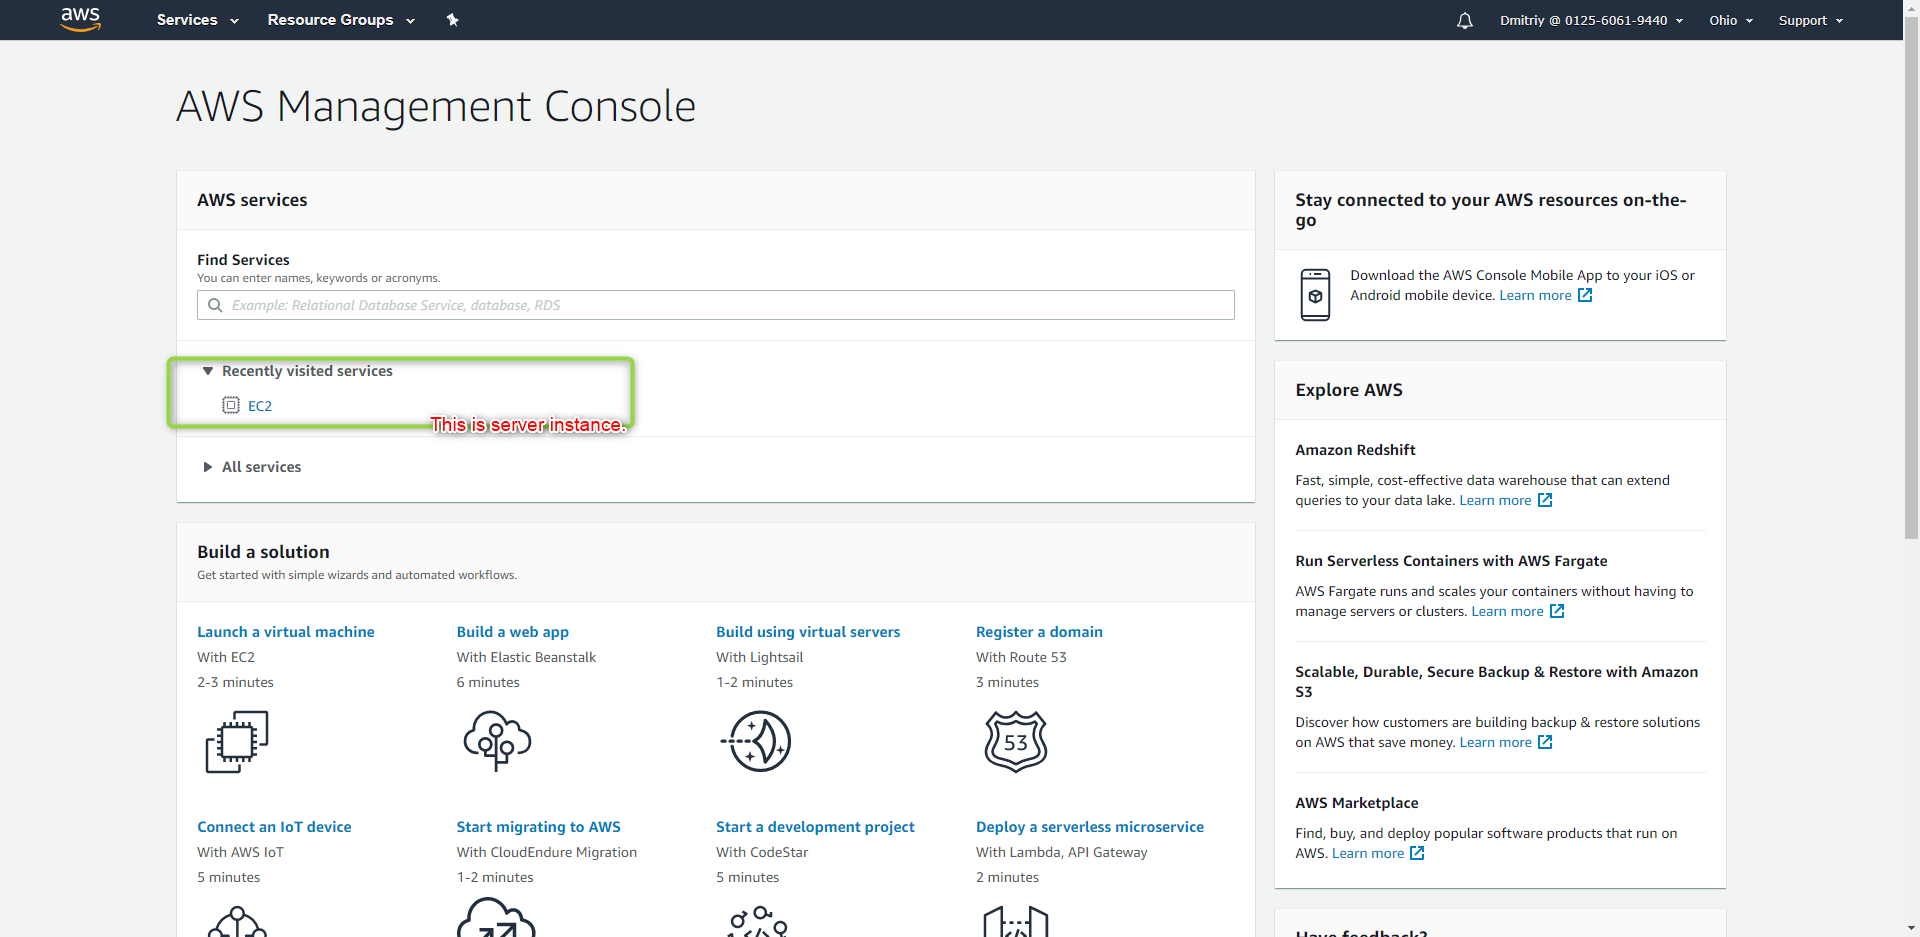 aws Services Resource Groups Dmitriy @ 0125-6061-9440 Ohio Support
AWS Management Console
AWS services
Find Services
You can enter names, keywords or acronyms.
Example: Relational Database Service, database, RDS
Recently visited services
EC2
This is server instance.
All services
Build a solution
Get started with simple wizards and automated workflows.
Launch a virtual machine
With EC2
2-3 minutes
Build a web app
With Elastic Beanstalk
6 minutes
Build using virtual servers
With Lightsail
1-2 minutes
Register a domain
With Route 53
3 minutes
53
Connect an IoT device
With AWS IoT
5 minutes
Start migrating to AWS
With CloudEndure Migration
1-2 minutes
Start a development project
With CodeStar
5 minutes
Deploy a serverless microservice
With Lambda, API Gateway
2 minutes
Stay connected to your AWS resources on-the-
go
Download the AWS Console Mobile App to your iOS or
Android mobile device. Learn more
Explore AWS
Amazon Redshift
Fast, simple, cost-effective data warehouse that can extend
queries to your data lake. Learn more
Run Serverless Containers with AWS Fargate
AWS Fargate runs and scales your containers without having to
manage servers or clusters. Learn more
Scalable, Durable, Secure Backup & Restore with Amazon
S3
Discover how customers are building backup & restore solutions
on AWS that save money. Learn more
AWS Marketplace
Find, buy, and deploy popular software products that run on
AWS. Learn more
Have feedback?